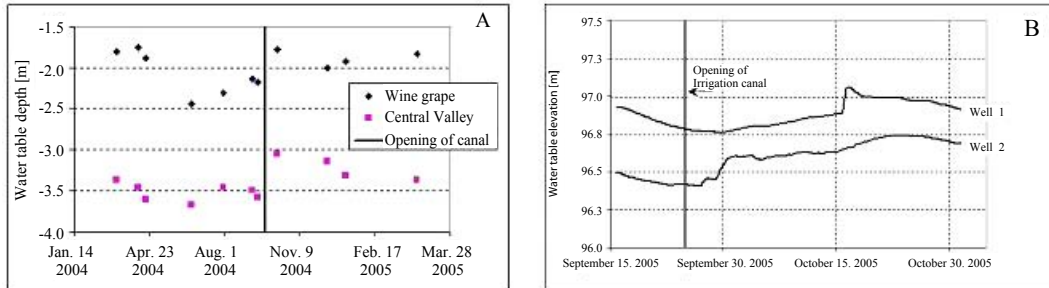 A
Water table depth [m]
-1.5
-2.0
-2.5
-3.0
-3.5
-4.0
Wine grape
Central Valley
Opening of canal
Jan. 14 Apr. 23 Aug. 1 Nov. 9 Feb. 17 Mar. 28
2004 2004 2004 2004 2005 2005
B
Water table elevation [m]
97.5
97.3
97.0
96.8
96.5
96.3
96.0
Opening of
Irrigation canal
Well 1
Well 2
September 15. 2005 September 30. 2005 October 15. 2005 October 30. 2005